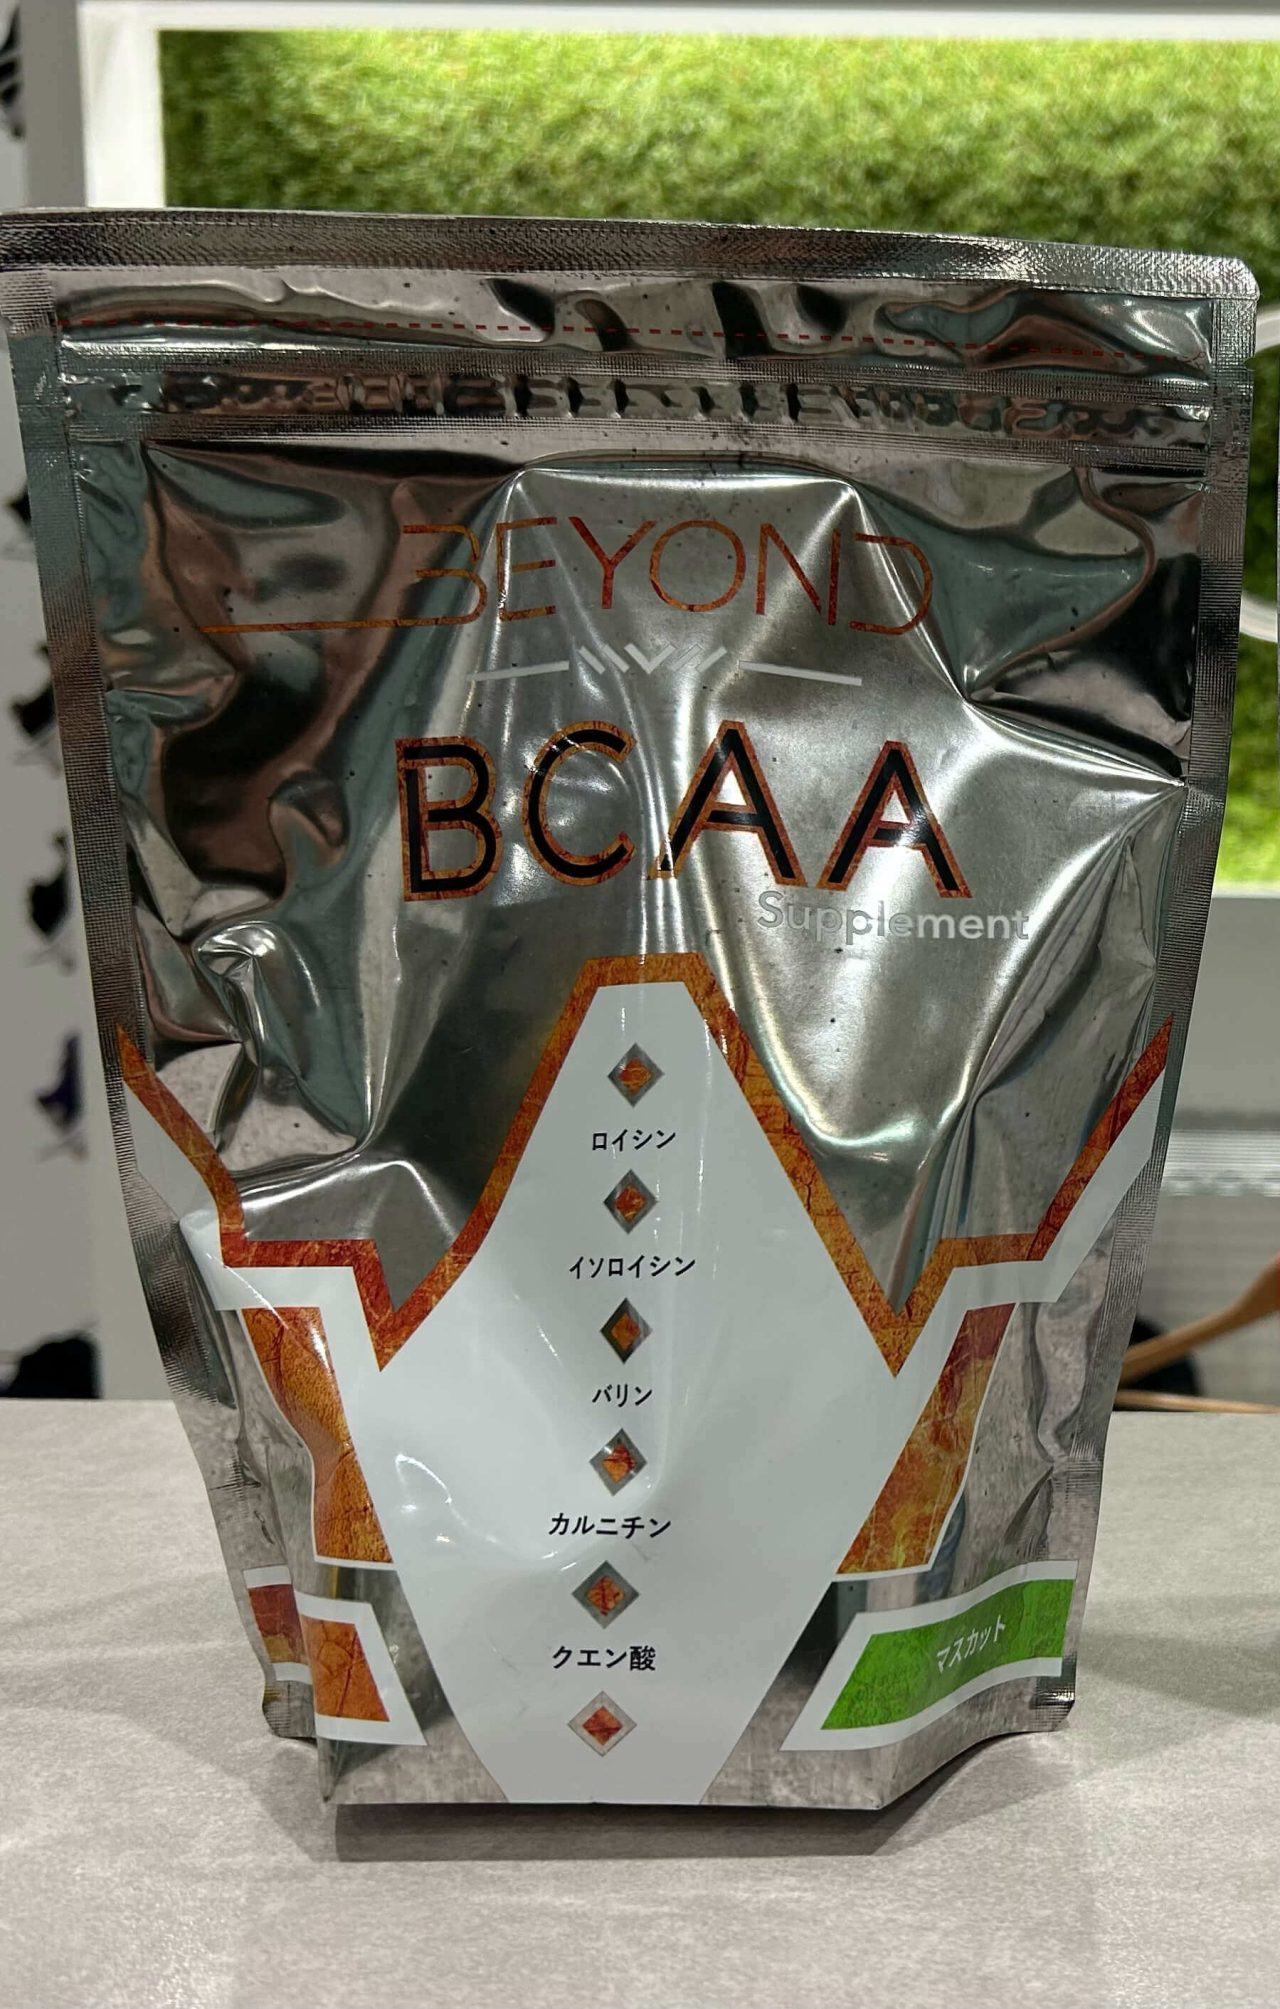 BEYOND
BCAA
Supplement
ロイシン
イソロイシン
バリン
カルニチン
クエン酸
マスカット